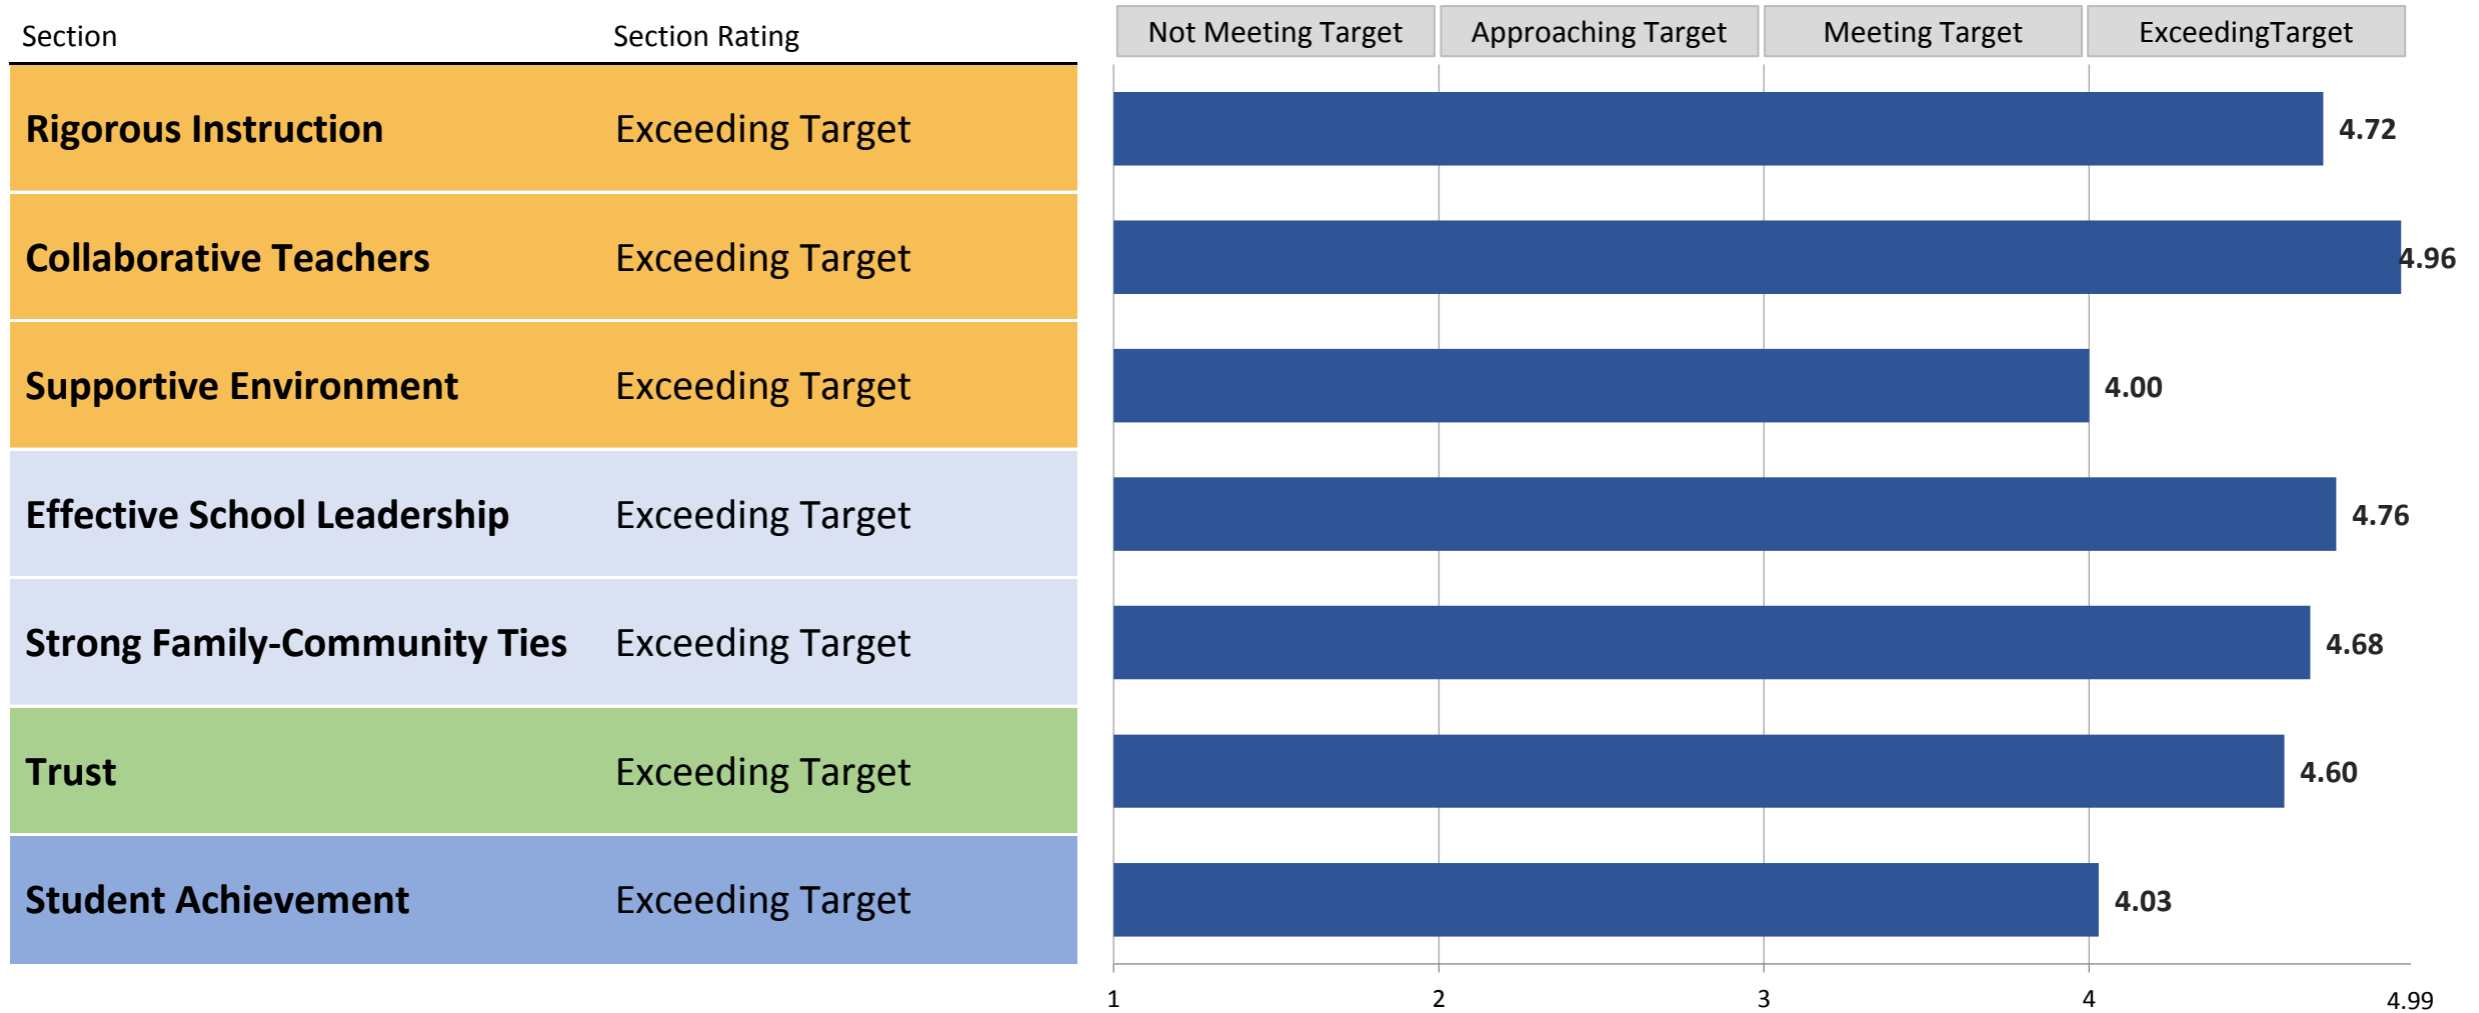 Section Section Rating Not Meeting Target Approaching Target Meeting Target ExceedingTarget
Rigorous Instruction Exceeding Target 4.72
Collaborative Teachers Exceeding Target 4.96
Supportive Environment Exceeding Target 4.00
Effective School Leadership Exceeding Target 4.76
Strong Family-Community Ties Exceeding Target 4.68
Trust Exceeding Target 4.60
Student Achievement Exceeding Target 4.03
1 2 3 4 4.99